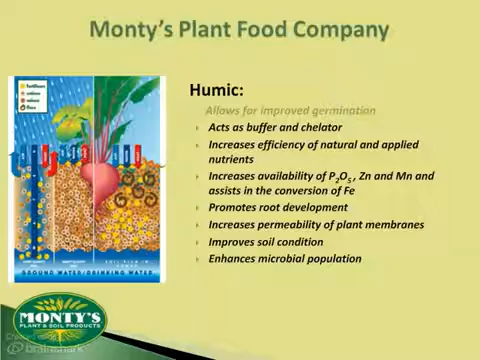 Monty's Plant Food Company
Humic:
Allows for improved germination
Acts as buffer and chelator
Increases efficiency of natural and applied
nutrients
Increases availability of P2O5 , Zn and Mn and
assists in the conversion of Fe
Promotes root development
Increases permeability of plant membranes
Improves soil condition
Enhances microbial population
GROUND WATER/DRINKING WATER
MONTY'S
PLANT & SOIL PRODUCTS
brainshark